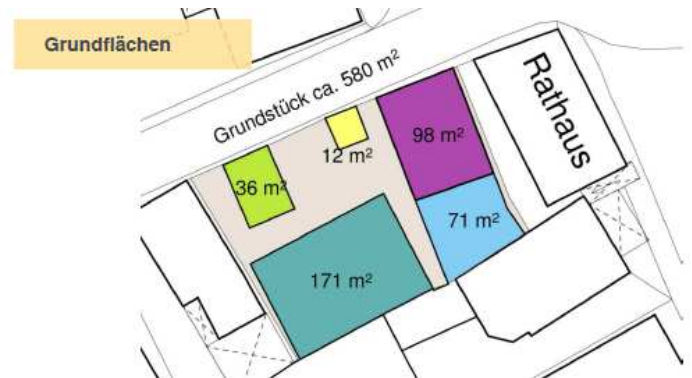 Grundflächen
Grundstück ca. 580 m²
Rathaus
12 m²
98 m²
36 m²
71 m²
171 m²